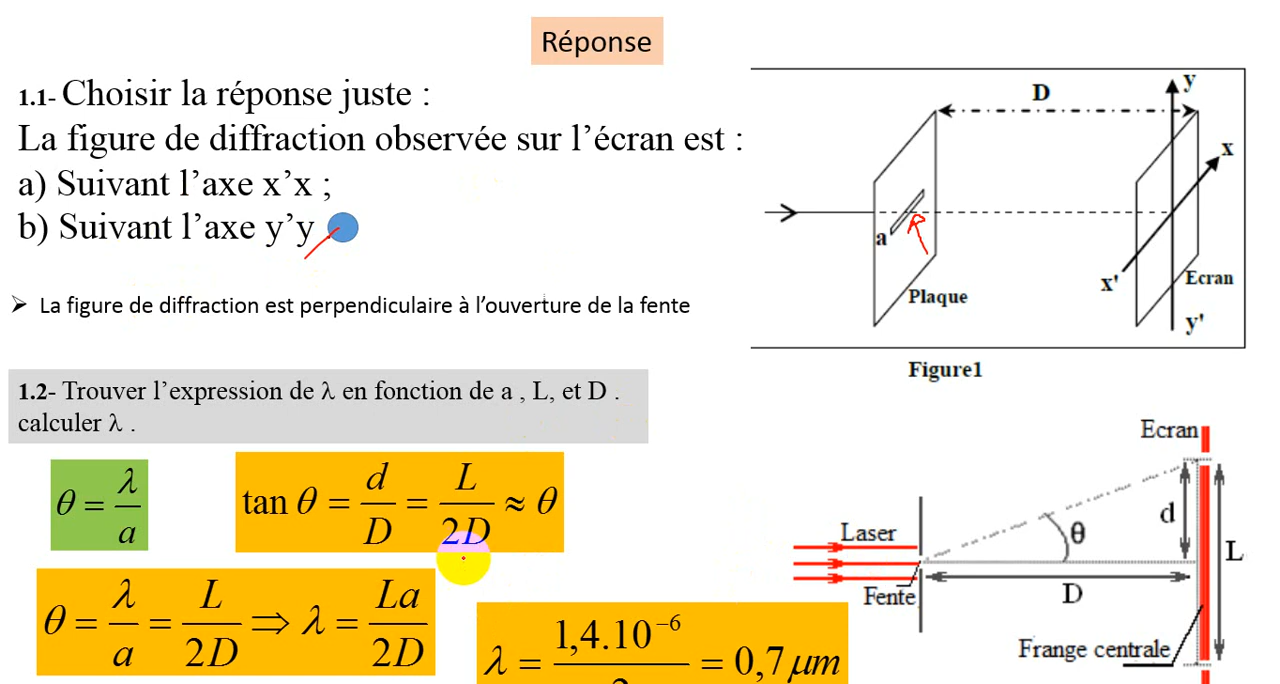 Réponse
1.1- Choisir la réponse juste :
La figure de diffraction observée sur l’écran est :
a) Suivant l’axe x’x ;
b) Suivant l’axe y’y
➢ La figure de diffraction est perpendiculaire à l’ouverture de la fente
D
y
x
a
x'
Ecran
Plaque
y'
Figure1
1.2- Trouver l’expression de λ en fonction de a , L, et D .
calculer λ .
θ = λ/a
tan θ = d/D = L/2D ≈ θ
θ = λ/a = L/2D ⇒ λ = La/2D
λ = 1,4.10⁻⁶/2 = 0,7 μm
Ecran
d
Laser
θ
L
Fente
D
Frange centrale